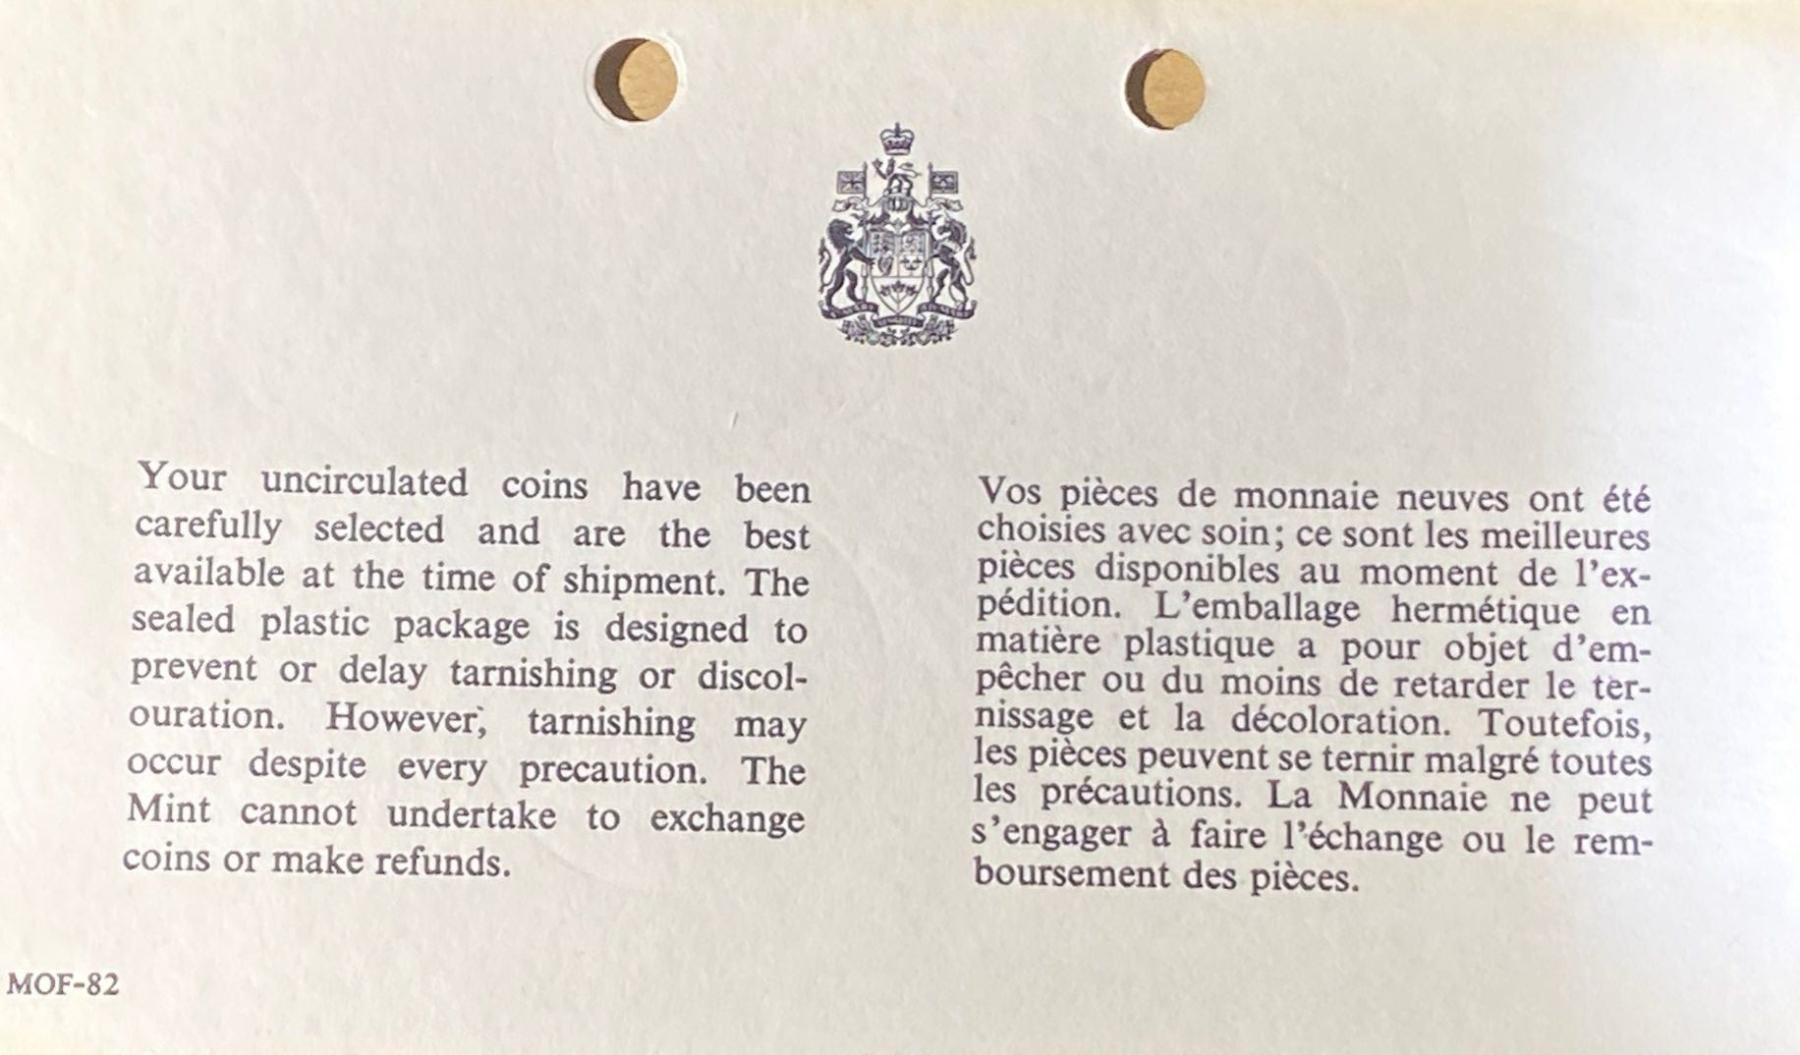 Your uncirculated coins have been
carefully selected and are the best
available at the time of shipment. The
sealed plastic package is designed to
prevent or delay tarnishing or discol-
ouration. However, tarnishing may
occur despite every precaution. The
Mint cannot undertake to exchange
coins or make refunds.
Vos pièces de monnaie neuves ont été
choisies avec soin; ce sont les meilleures
pièces disponibles au moment de l'ex-
pédition. L'emballage hermétique en
matière plastique a pour objet d'em-
pêcher ou du moins de retarder le ter-
nissage et la décoloration. Toutefois,
les pièces peuvent se ternir malgré toutes
les précautions. La Monnaie ne peut
s'engager à faire l'échange ou le rem-
boursement des pièces.
MOF-82